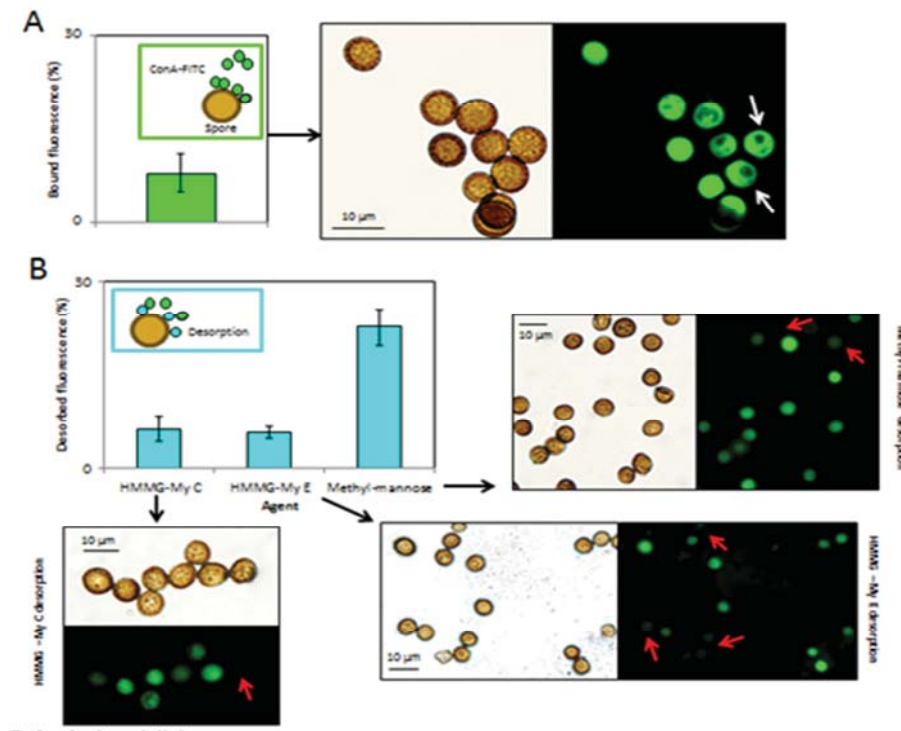 A
30
Bound fluorescence (%)
ConA-FITC
Spore
0
10 µm
B
30
Desorbed fluorescence (%)
Desorption
0
HMMG-My C
HMMG-My E
Methyl-mannose
Agent
10 µm
desorption
10 µm
HMMG -My C desorption
10 µm
HMMG -My E desorption